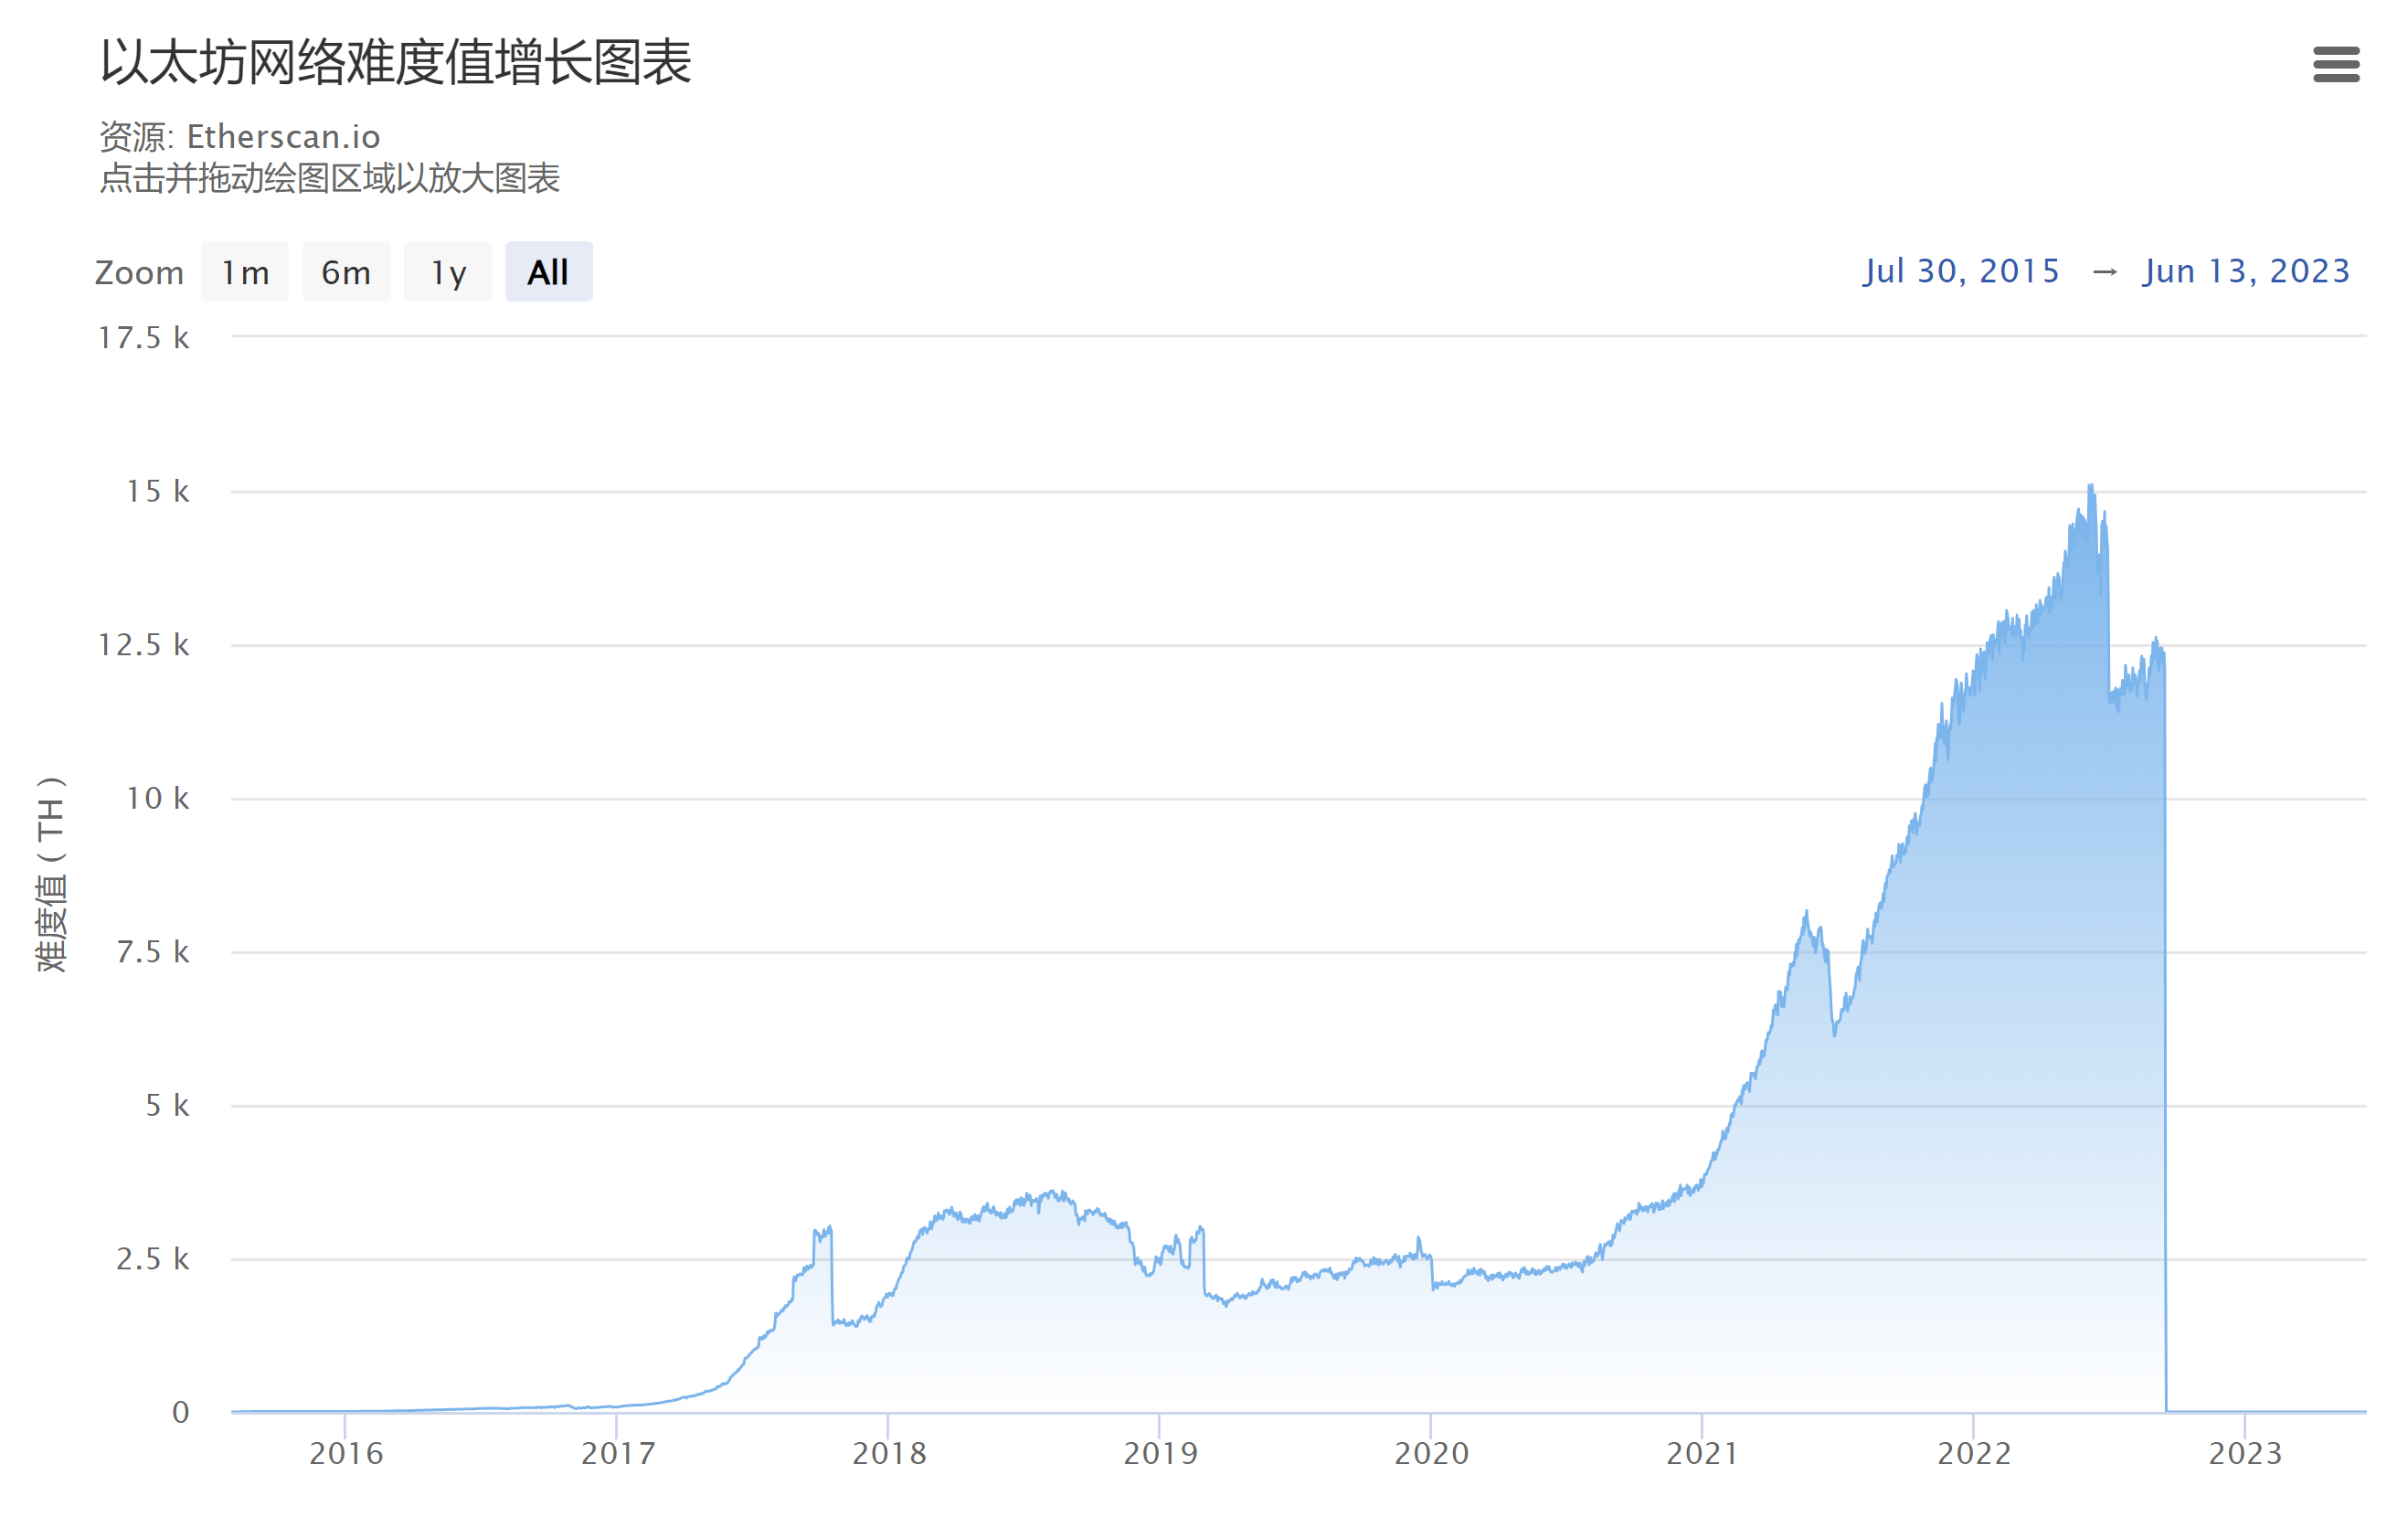 以太坊网络难度值增长图表
资源: Etherscan.io
点击并拖动绘图区域以放大图表
Zoom 1m 6m 1y All Jul 30, 2015 → Jun 13, 2023
难度值 ( TH )
17.5 k
15 k
12.5 k
10 k
7.5 k
5 k
2.5 k
0
2016 2017 2018 2019 2020 2021 2022 2023